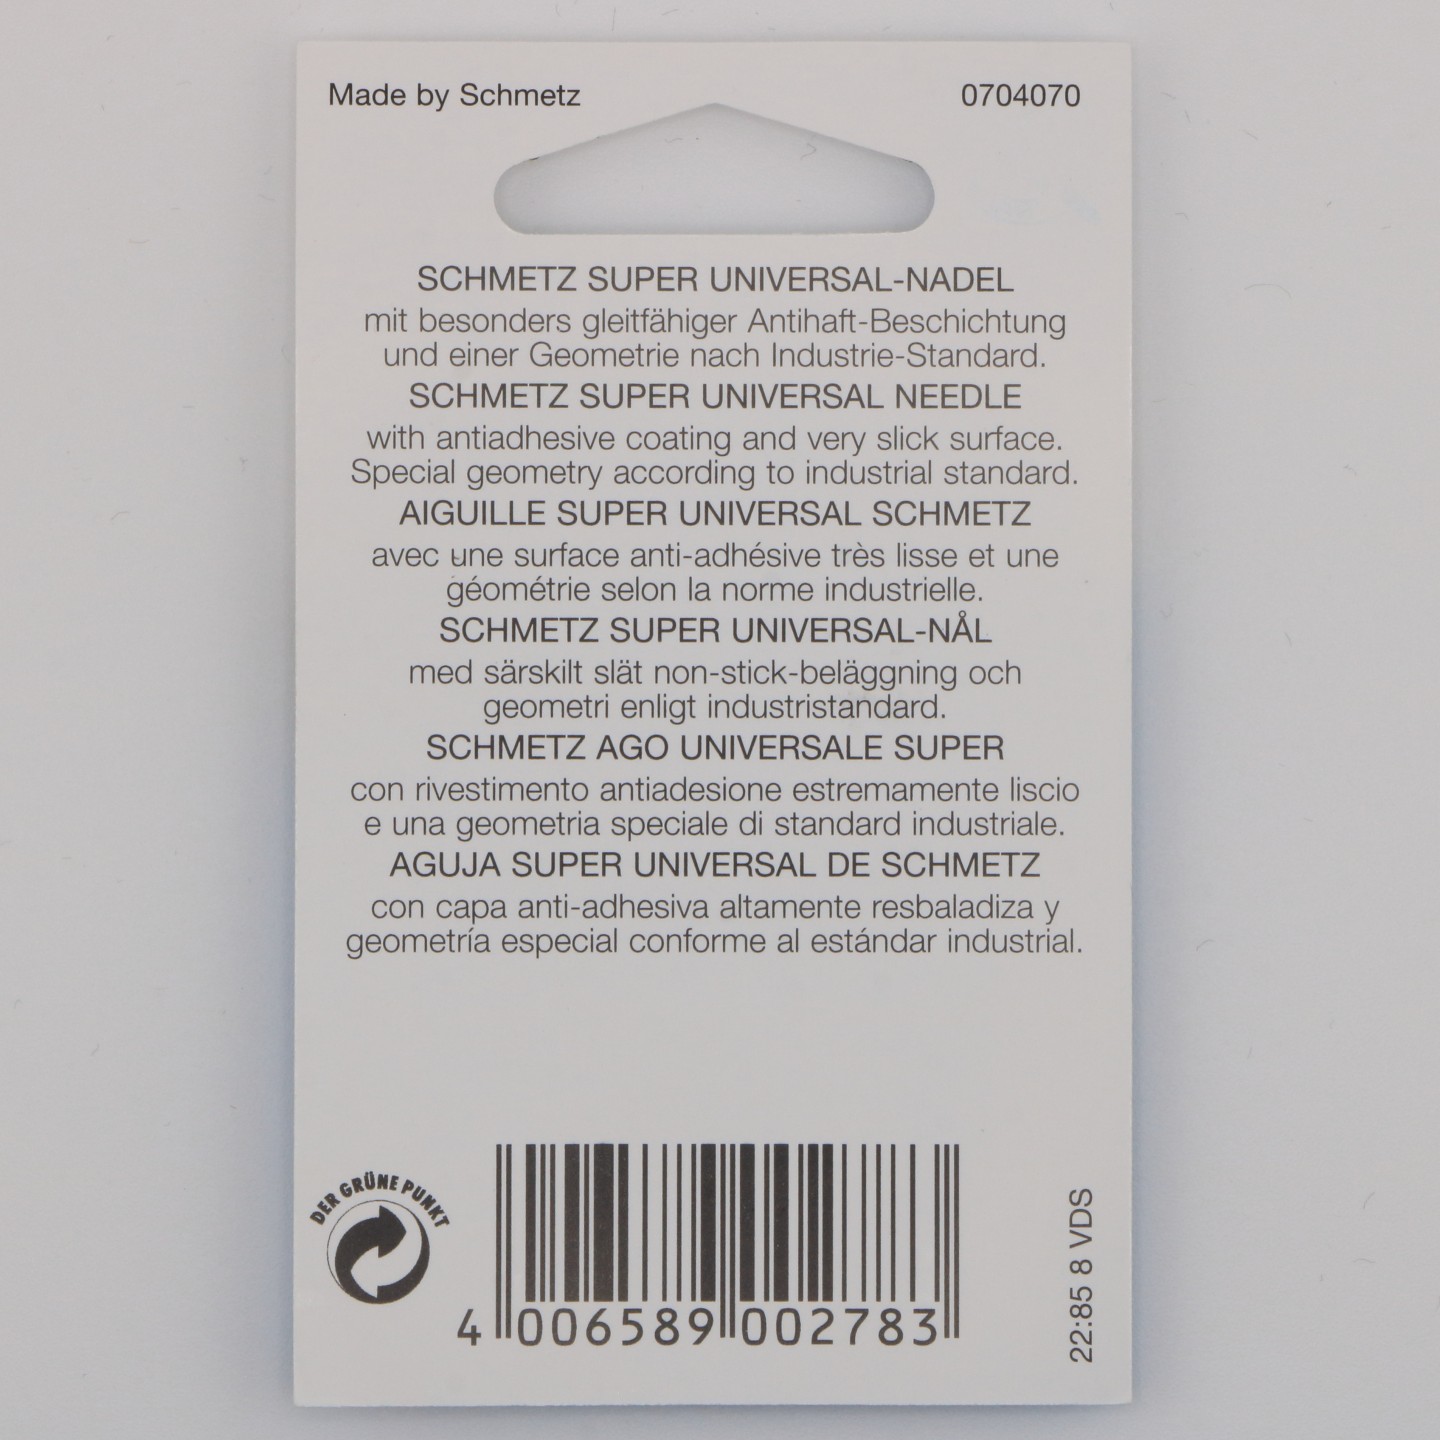 Made by Schmetz 0704070
SCHMETZ SUPER UNIVERSAL-NADEL
mit besonders gleitfähiger Antihaft-Beschichtung
und einer Geometrie nach Industrie-Standard.
SCHMETZ SUPER UNIVERSAL NEEDLE
with antiadhesive coating and very slick surface.
Special geometry according to industrial standard.
AIGUILLE SUPER UNIVERSAL SCHMETZ
avec une surface anti-adhésive très lisse et une
géométrie selon la norme industrielle.
SCHMETZ SUPER UNIVERSAL-NÅL
med särskilt slät non-stick-beläggning och
geometri enligt industristandard.
SCHMETZ AGO UNIVERSALE SUPER
con rivestimento antiadesione estremamente liscio
e una geometria speciale di standard industriale.
AGUJA SUPER UNIVERSAL DE SCHMETZ
con capa anti-adhesiva altamente resbaladiza y
geometría especial conforme al estándar industrial.
DER GRÜNE PUNKT
4 006589 002783
22:85 8 VDS